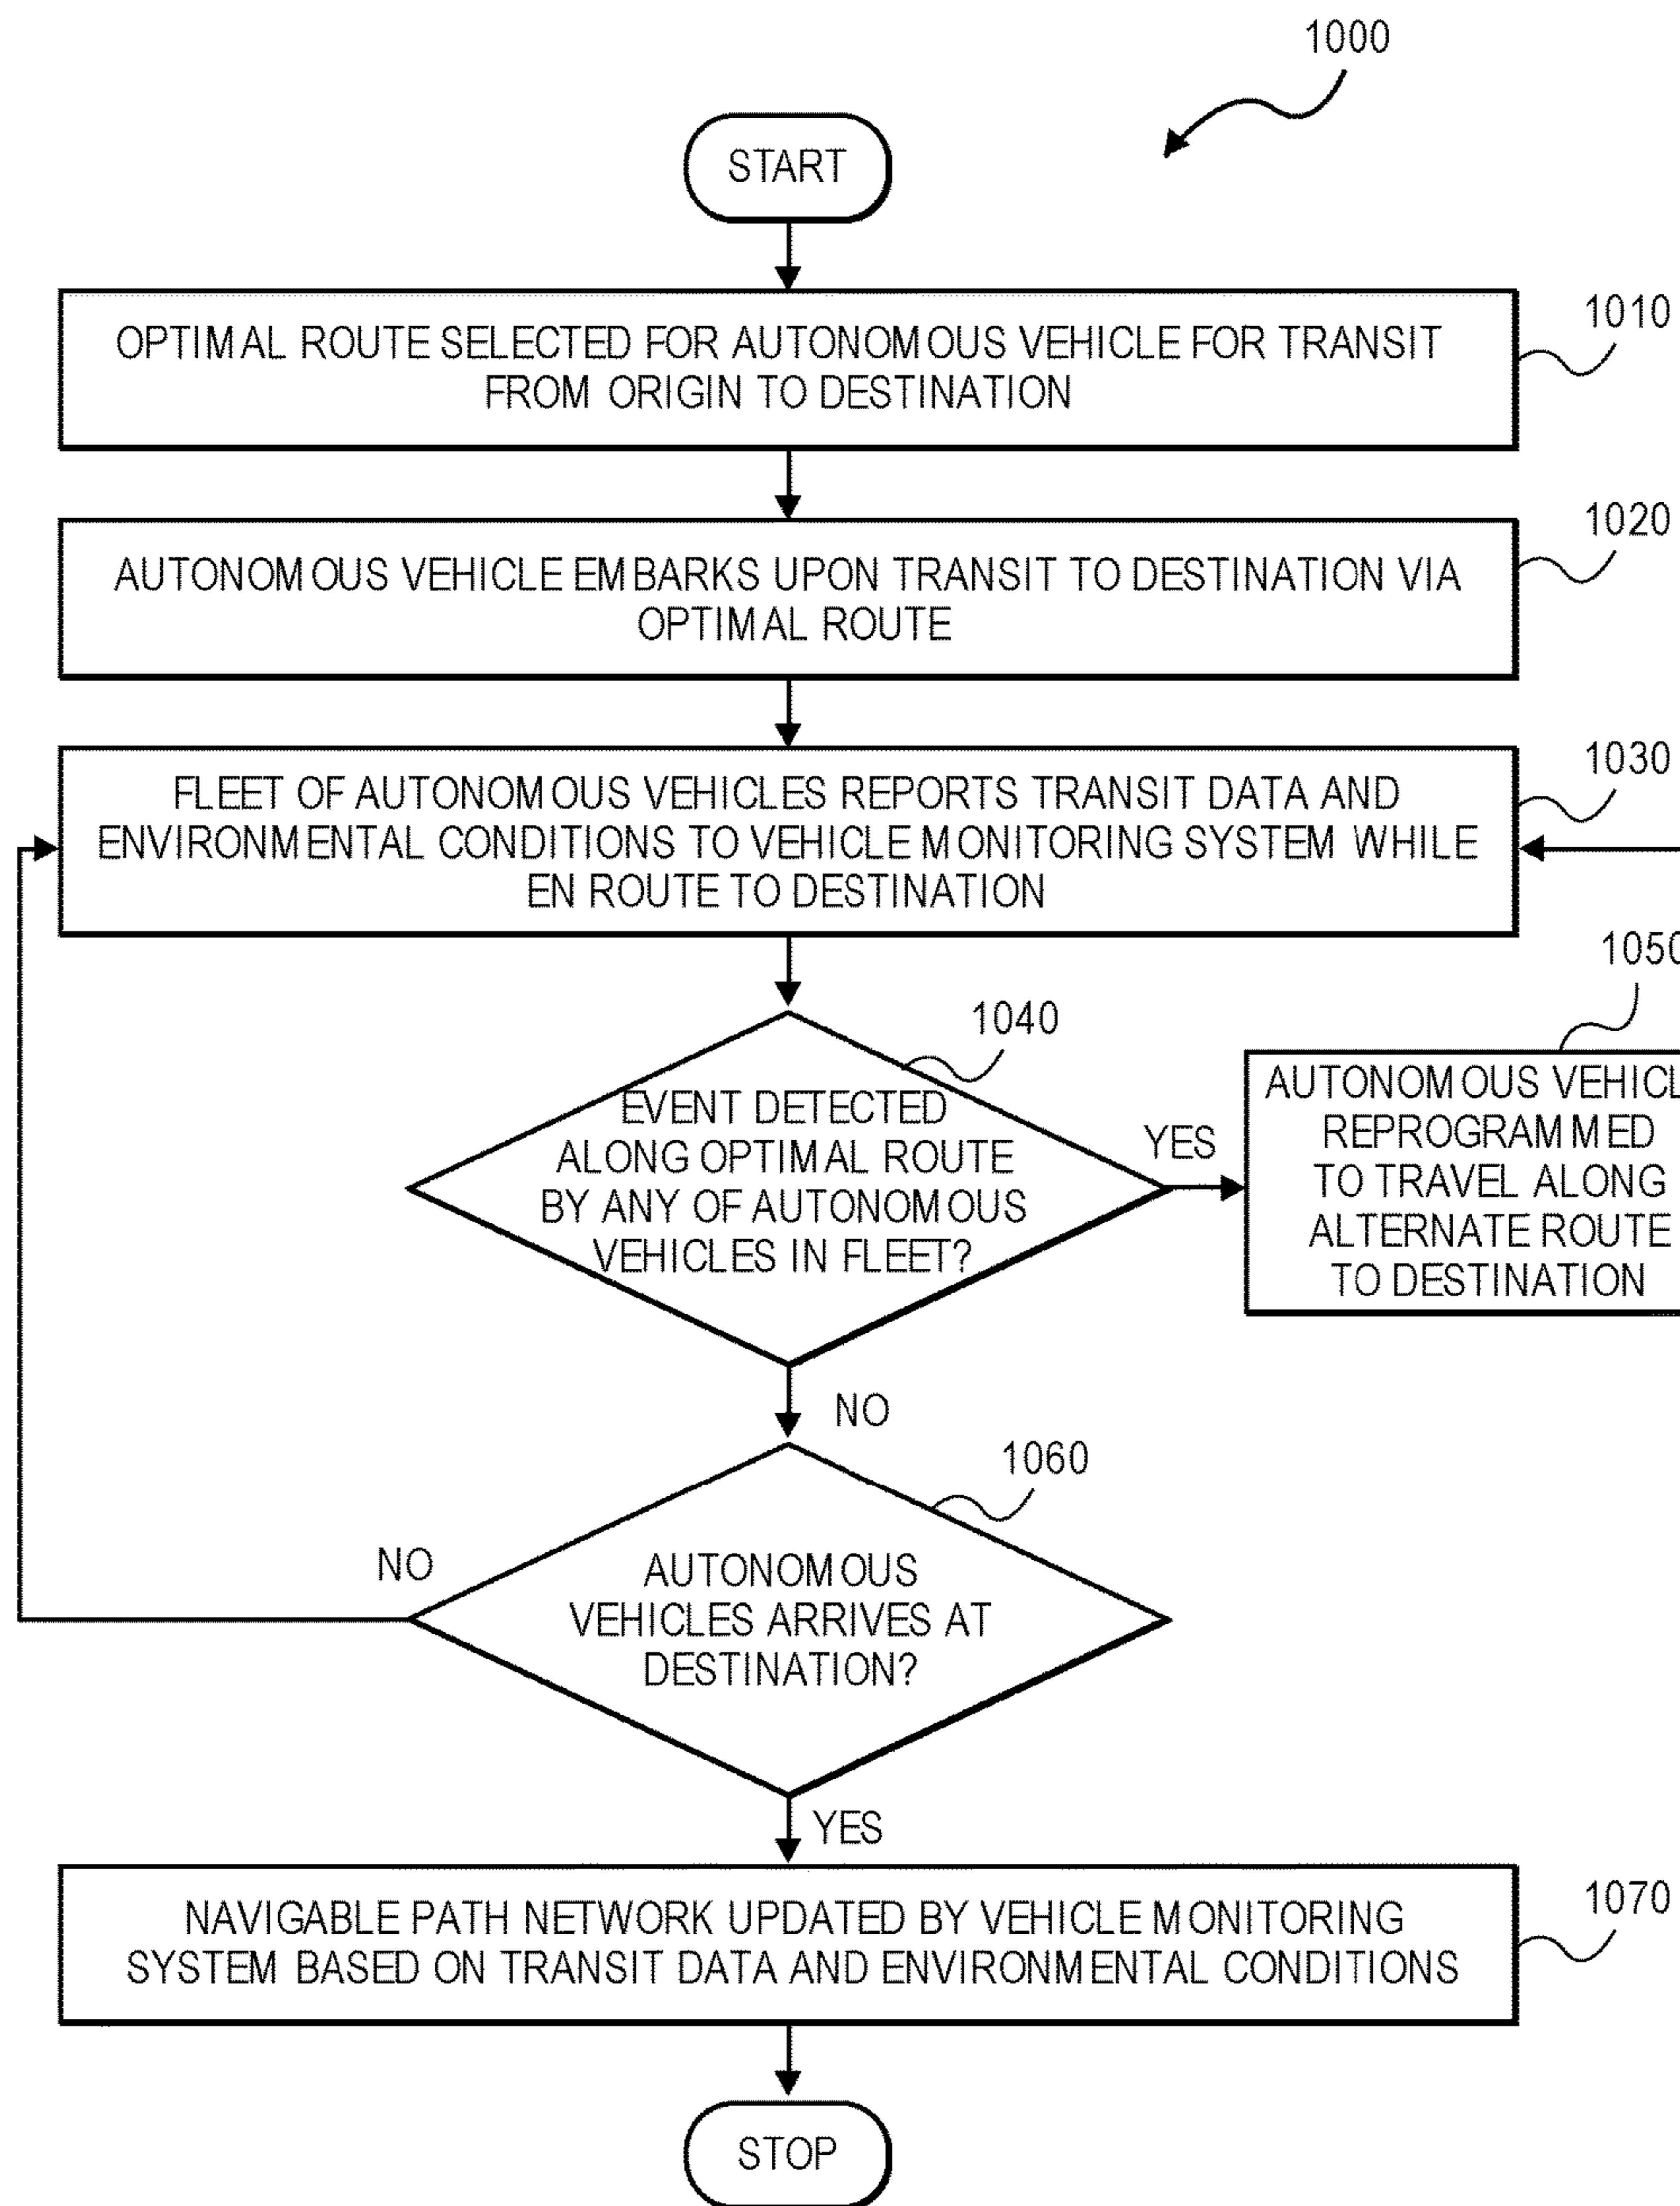 1000
START
OPTIMAL ROUTE SELECTED FOR AUTONOMOUS VEHICLE FOR TRANSIT
FROM ORIGIN TO DESTINATION
1010
AUTONOMOUS VEHICLE EMBARKS UPON TRANSIT TO DESTINATION VIA
OPTIMAL ROUTE
1020
FLEET OF AUTONOMOUS VEHICLES REPORTS TRANSIT DATA AND
ENVIRONMENTAL CONDITIONS TO VEHICLE MONITORING SYSTEM WHILE
EN ROUTE TO DESTINATION
1030
1040
EVENT DETECTED
ALONG OPTIMAL ROUTE
BY ANY OF AUTONOMOUS
VEHICLES IN FLEET?
YES
1050
AUTONOMOUS VEHICL
REPROGRAMMED
TO TRAVEL ALONG
ALTERNATE ROUTE
TO DESTINATION
NO
1060
AUTONOMOUS
VEHICLES ARRIVES AT
DESTINATION?
NO
YES
NAVIGABLE PATH NETWORK UPDATED BY VEHICLE MONITORING
SYSTEM BASED ON TRANSIT DATA AND ENVIRONMENTAL CONDITIONS
1070
STOP